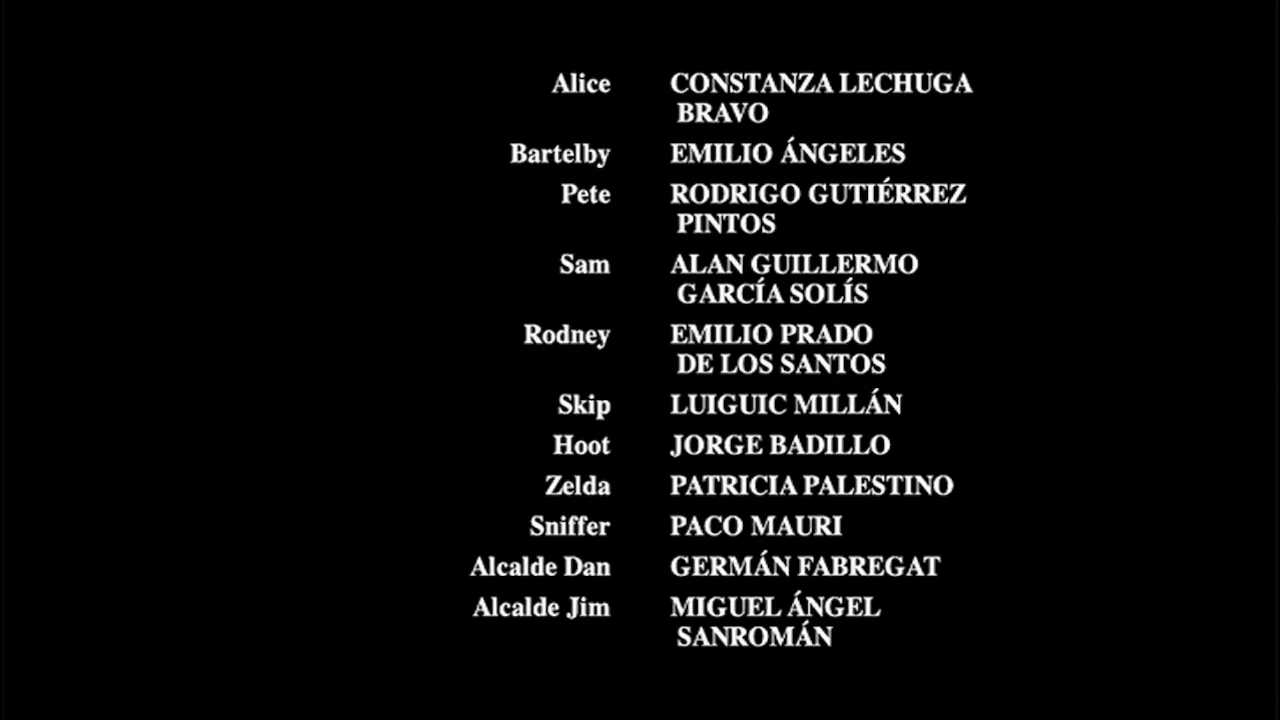 Alice CONSTANZA LECHUGA
BRAVO
Bartelby EMILIO ÁNGELES
Pete RODRIGO GUTIÉRREZ
PINTOS
Sam ALAN GUILLERMO
GARCÍA SOLÍS
Rodney EMILIO PRADO
DE LOS SANTOS
Skip LUIGUIC MILLÁN
Hoot JORGE BADILLO
Zelda PATRICIA PALESTINO
Sniffer PACO MAURI
Alcalde Dan GERMÁN FABREGAT
Alcalde Jim MIGUEL ÁNGEL
SANROMÁN